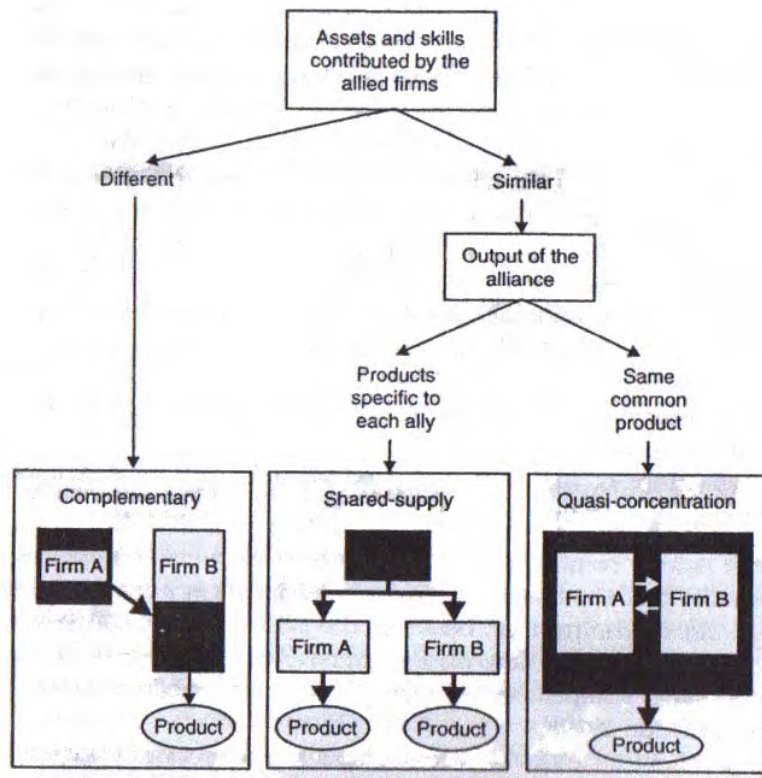 Assets and skills
contributed by the
allied firms
Different
Similar
Output of the
alliance
Products
specific to
each ally
Same
common
product
Complementary
Firm A
Firm B
Product
Shared-supply
Firm A
Firm B
Product
Product
Quasi-concentration
Firm A
Firm B
Product